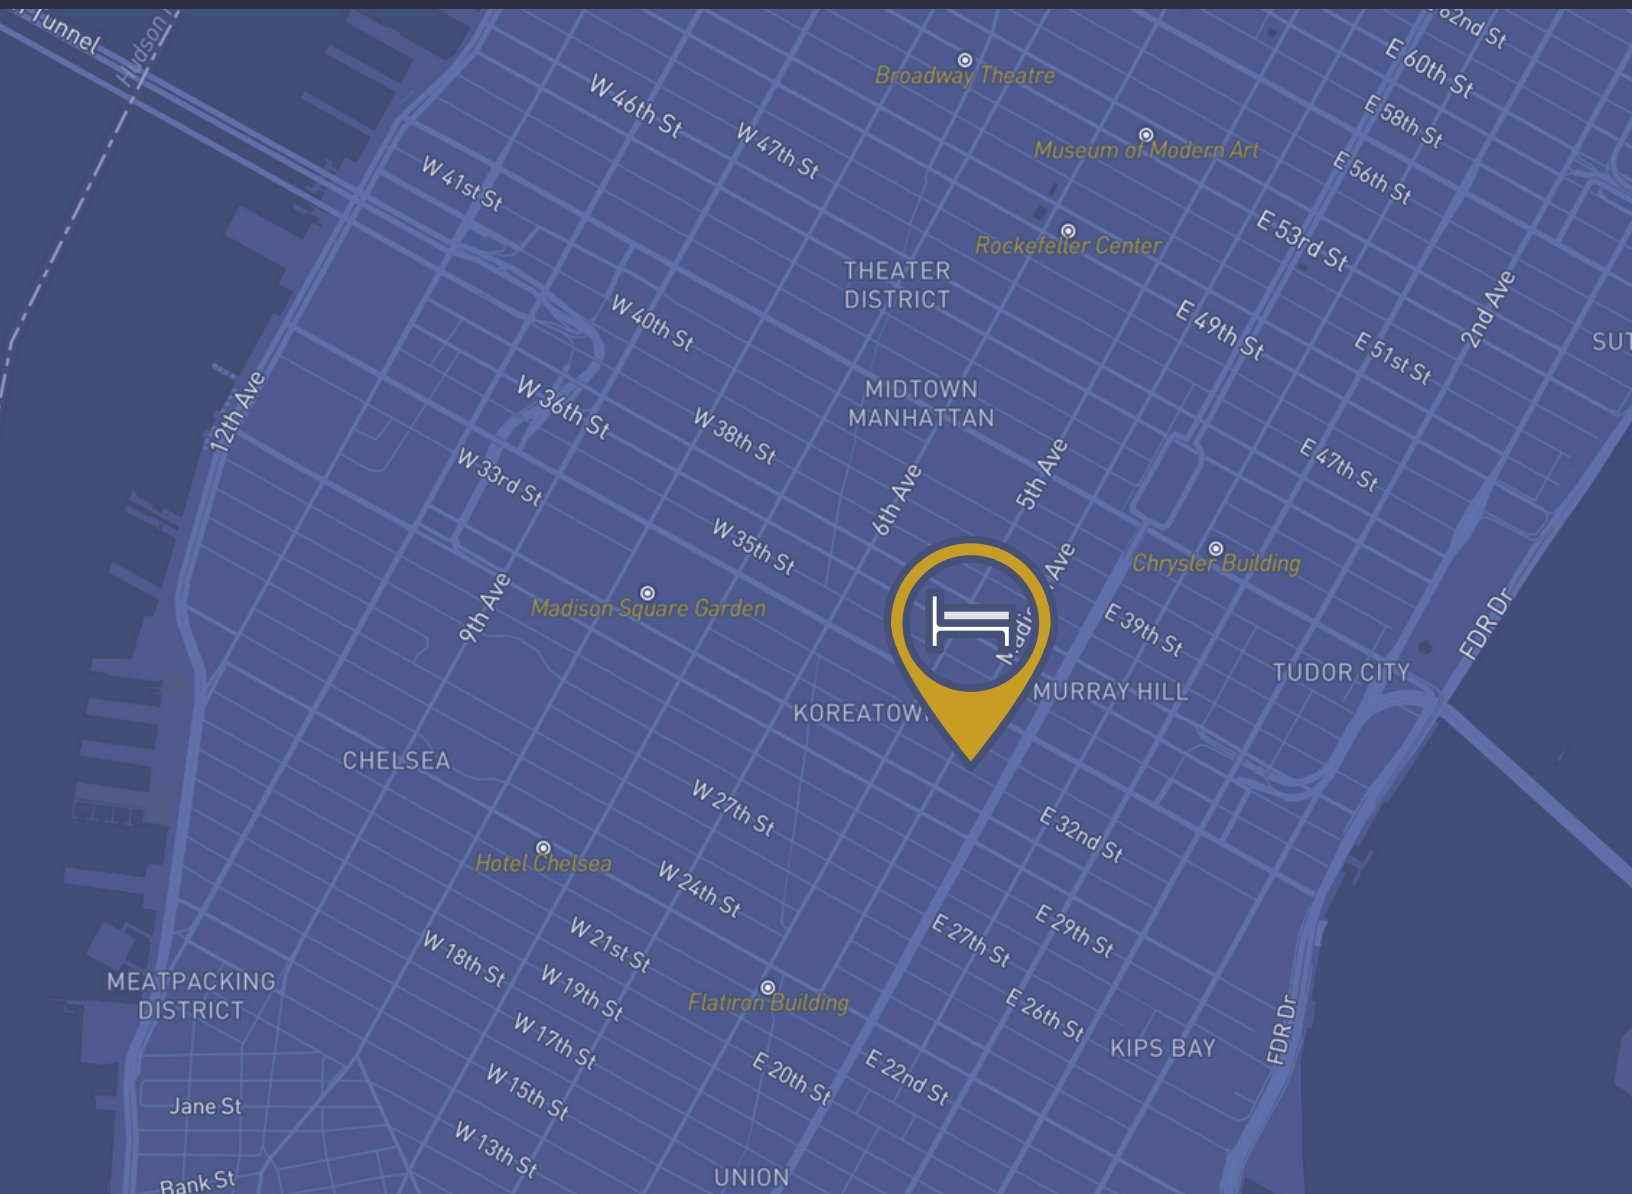 Tunnel
Hudson
62nd St
E 60th St
Broadway Theatre
W 46th St
E 58th St
W 47th St
Museum of Modern Art
W 41st St
E 56th St
E 53rd St
Rockefeller Center
THEATER
DISTRICT
W 40th St
E 49th St
2nd Ave
E 51st St
SUT
12th Ave
W 36th St
MIDTOWN
MANHATTAN
W 38th St
5th Ave
E 47th St
W 33rd St
6th Ave
W 35th St
Chrysler Building
9th Ave
Madison Square Garden
Madis
Ave
E 39th St
FDR Dr
TUDOR CITY
MURRAY HILL
KOREATOW
CHELSEA
W 27th St
E 32nd St
Hotel Chelsea
W 24th St
W 21st St
E 27th St
E 29th St
W 18th St
MEATPACKING
DISTRICT
W 19th St
Flatiron Building
E 26th St
FDR Dr
W 17th St
KIPS BAY
E 20th St
E 22nd St
W 15th St
Jane St
W 13th St
UNION
Bank St